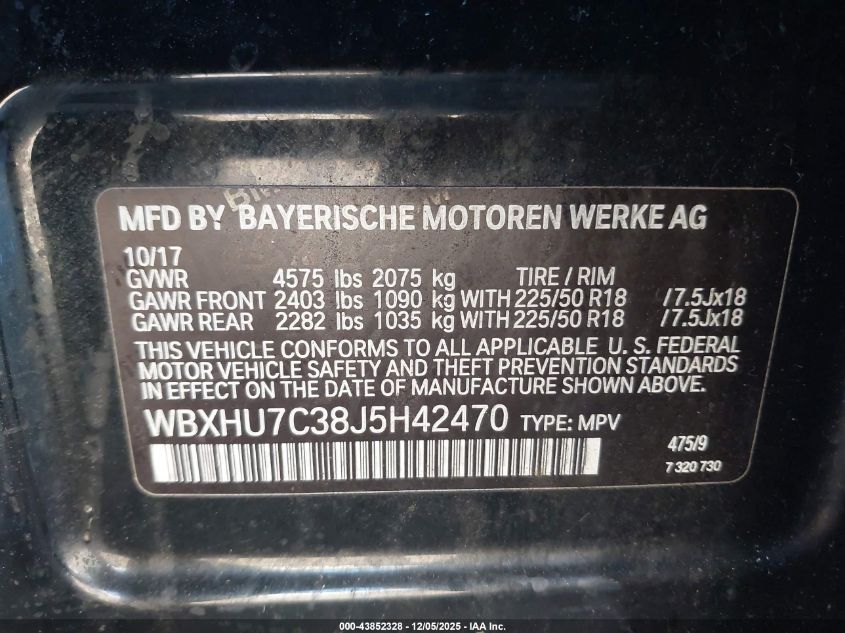 MFD BY BAYERISCHE MOTOREN WERKE AG
10/17
GVWR 4575 lbs 2075 kg TIRE / RIM
GAWR FRONT 2403 lbs 1090 kg WITH 225/50 R18 /7.5Jx18
GAWR REAR 2282 lbs 1035 kg WITH 225/50 R18 /7.5Jx18
THIS VEHICLE CONFORMS TO ALL APPLICABLE U. S. FEDERAL
MOTOR VEHICLE SAFETY AND THEFT PREVENTION STANDARDS
IN EFFECT ON THE DATE OF MANUFACTURE SHOWN ABOVE.
WBXHU7C38J5H42470 TYPE: MPV
475/9
7 320 730
000-43852328 - 12/05/2025 - IAA Inc.